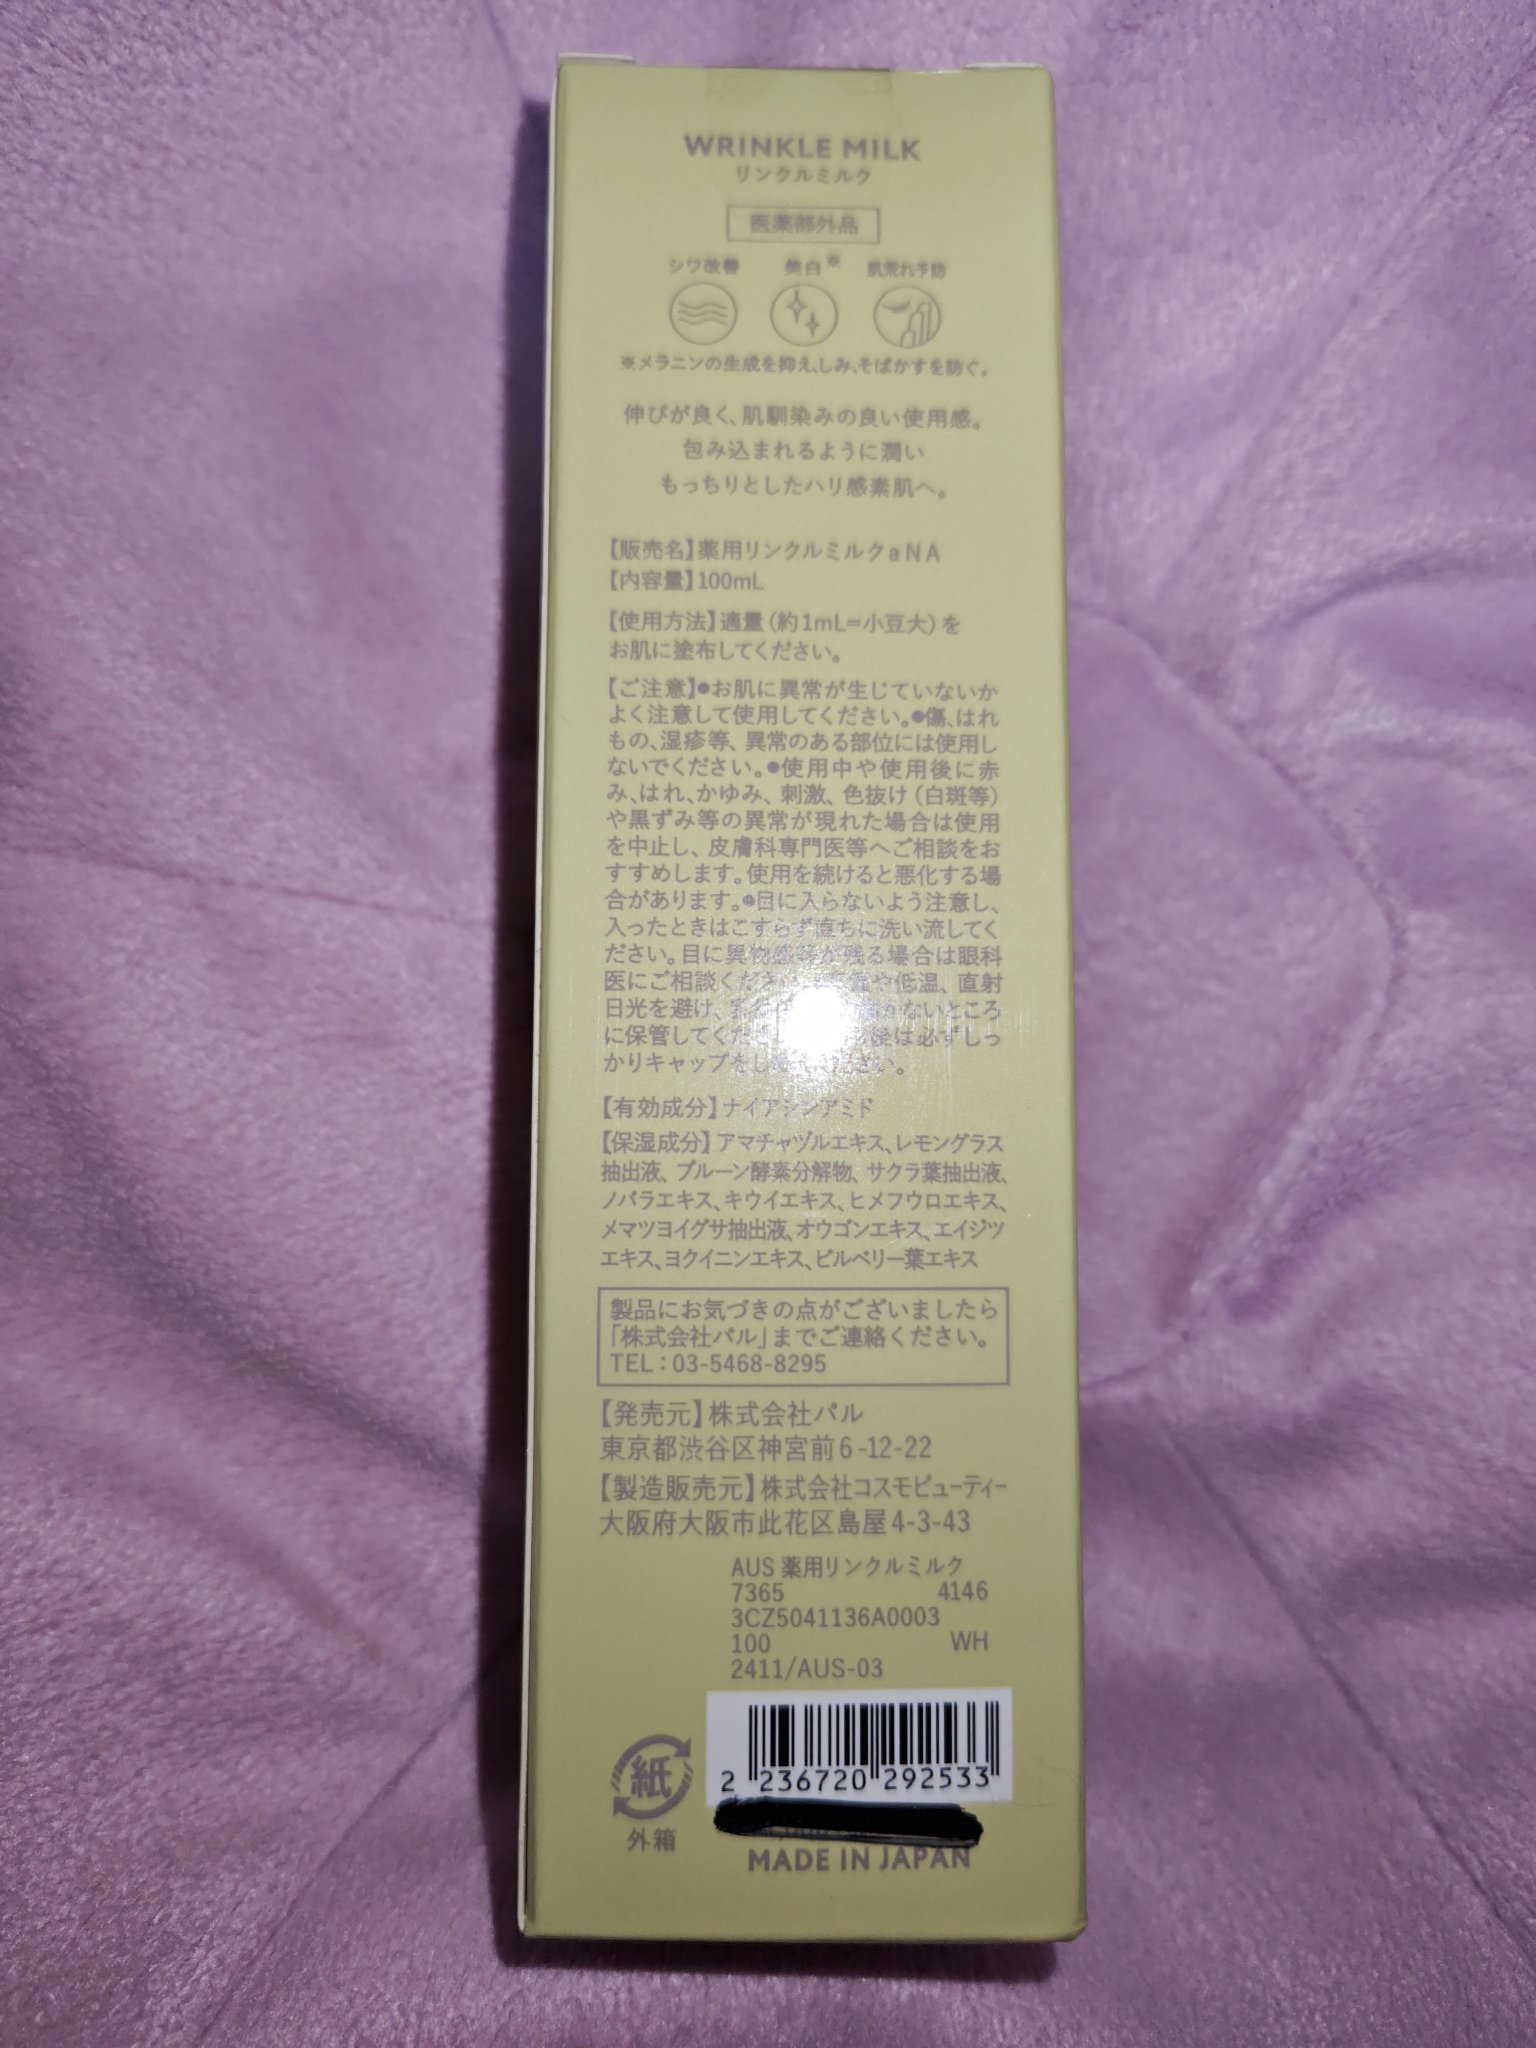 WRINKLE MILK
リンクルミルク
医薬部外品
シワ改善 美白※ 肌荒れ予防
※メラニンの生成を抑え、しみ、そばかすを防ぐ。
伸びが良く、肌馴染みの良い使用感。
包み込まれるように潤い
もっちりとしたハリ感素肌へ。
【販売名】薬用リンクルミルクaNA
【内容量】100mL
【使用方法】適量(約1mL=小豆大)を
お肌に塗布してください。
【ご注意】●お肌に異常が生じていないか
よく注意して使用してください。●傷、はれ
もの、湿疹等、異常のある部位には使用し
ないでください。●使用中や使用後に赤
み、はれ、かゆみ、刺激、色抜け(白斑等)
や黒ずみ等の異常が現れた場合は使用
を中止し、皮膚科専門医等へご相談をお
すすめします。使用を続けると悪化する場
合があります。●目に入らないよう注意し、
入ったときはこすらず直ちに洗い流してく
ださい。目に異物感等が残る場合は眼科
医にご相談くださ や低温、直射
日光を避け、 かないところ
に保管してくだ 後は必ずしっ
かりキャップをし ださい。
【有効成分】ナイアシンアミド
【保湿成分】アマチャヅルエキス、レモングラス
抽出液、プルーン酵素分解物、サクラ葉抽出液、
ノバラエキス、キウイエキス、ヒメフウロエキス、
メマツヨイグサ抽出液、オウゴンエキス、エイジツ
エキス、ヨクイニンエキス、ビルベリー葉エキス
製品にお気づきの点がございましたら
「株式会社パル」までご連絡ください。
TEL:03-5468-8295
【発売元】株式会社パル
東京都渋谷区神宮前6-12-22
【製造販売元】株式会社コスモビューティー
大阪府大阪市此花区島屋4-3-43
AUS 薬用リンクルミルク
7365 4146
3CZ5041136A0003
100 WH
2411/AUS-03
2 236720 292533
紙
外箱
MADE IN JAPAN